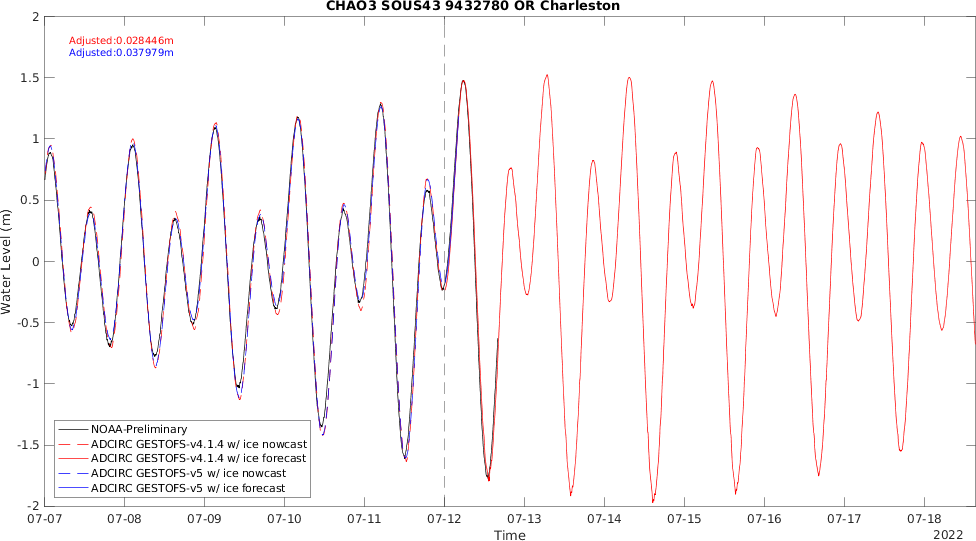 CHAO3 SOUS43 9432780 OR Charleston
Adjusted:0.028446m
Adjusted:0.037979m
2
1.5
1
0.5
0
-0.5
-1
-1.5
-2
Water Level (m)
NOAA-Preliminary
ADCIRC GESTOFS-v4.1.4 w/ ice nowcast
ADCIRC GESTOFS-v4.1.4 w/ ice forecast
ADCIRC GESTOFS-v5 w/ ice nowcast
ADCIRC GESTOFS-v5 w/ ice forecast
07-07 07-08 07-09 07-10 07-11 07-12 07-13 07-14 07-15 07-16 07-17 07-18
Time
2022